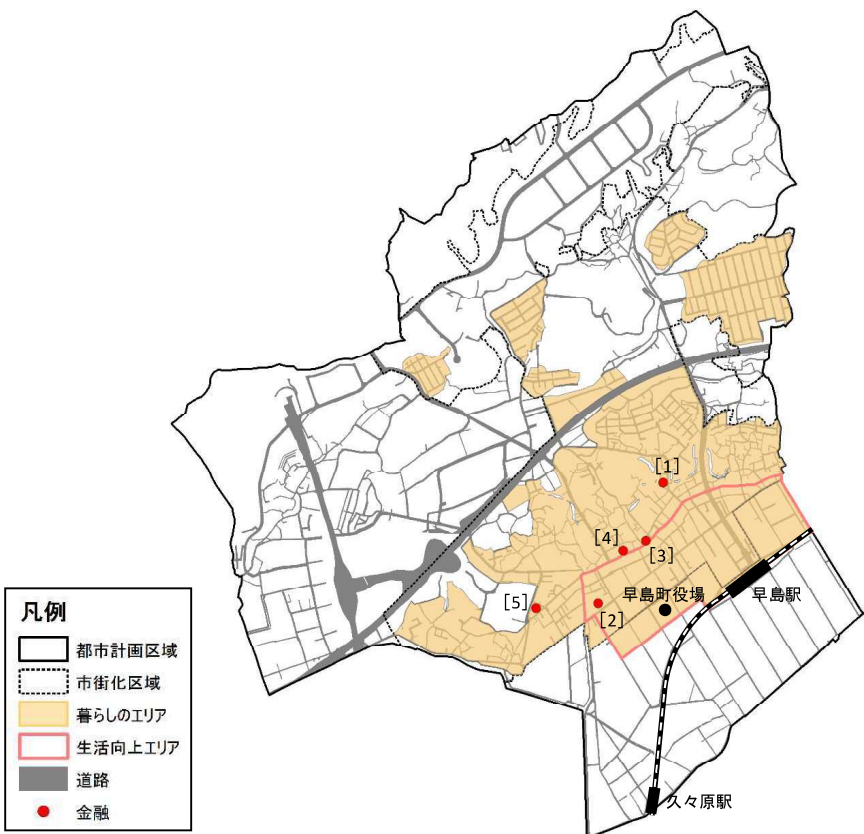 [1]
[4]
[3]
[5]
[2]
早島町役場
早島駅
久々原駅
凡例
都市計画区域
市街化区域
暮らしのエリア
生活向上エリア
道路
金融